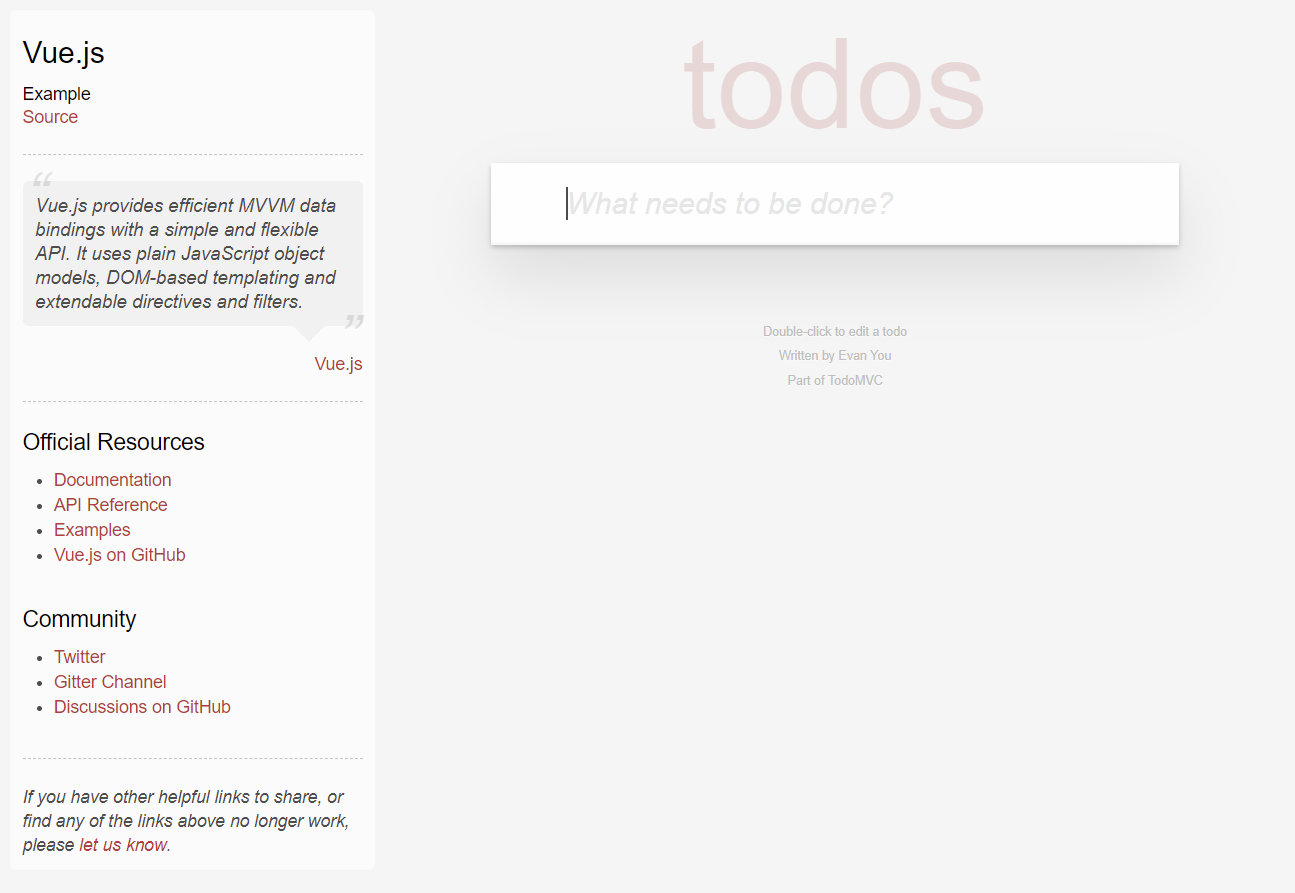 Vue.js
Example
Source
“
Vue.js provides efficient MVVM data
bindings with a simple and flexible
API. It uses plain JavaScript object
models, DOM-based templating and
extendable directives and filters.
”
Vue.js
Official Resources
• Documentation
• API Reference
• Examples
• Vue.js on GitHub
Community
• Twitter
• Gitter Channel
• Discussions on GitHub
If you have other helpful links to share, or
find any of the links above no longer work,
please let us know.
todos
What needs to be done?
Double-click to edit a todo
Written by Evan You
Part of TodoMVC